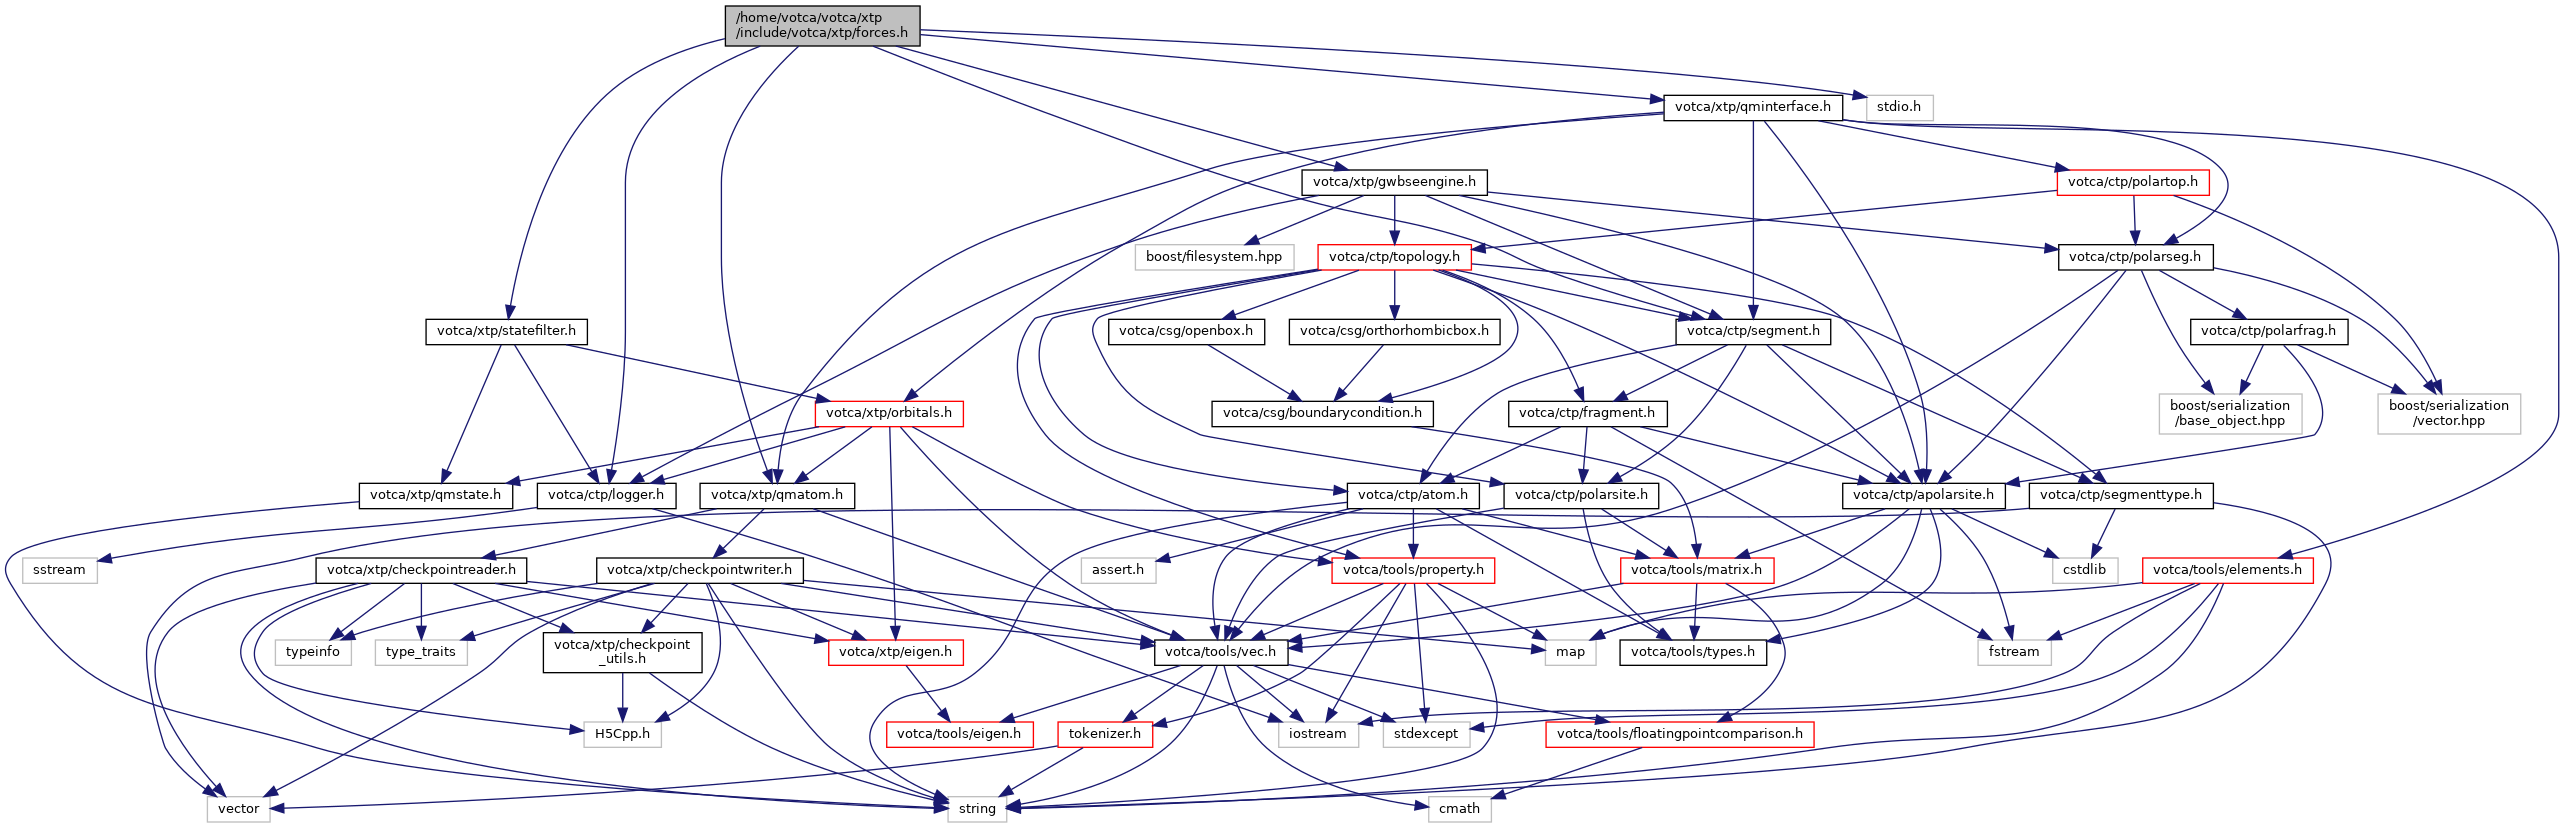 /home/votca/votca/xtp
/include/votca/xtp/forces.h
votca/xtp/qminterface.h
stdio.h
votca/xtp/gwbseengine.h
votca/ctp/polartop.h
boost/filesystem.hpp
votca/ctp/topology.h
votca/ctp/polarseg.h
votca/xtp/statefilter.h
votca/csg/openbox.h
votca/csg/orthorhombicbox.h
votca/ctp/segment.h
votca/ctp/polarfrag.h
votca/xtp/orbitals.h
votca/csg/boundarycondition.h
votca/ctp/fragment.h
boost/serialization
/base_object.hpp
boost/serialization
/vector.hpp
votca/xtp/qmstate.h
votca/ctp/logger.h
votca/xtp/qmatom.h
votca/ctp/atom.h
votca/ctp/polarsite.h
votca/ctp/apolarsite.h
votca/ctp/segmenttype.h
sstream
votca/xtp/checkpointreader.h
votca/xtp/checkpointwriter.h
assert.h
votca/tools/property.h
votca/tools/matrix.h
cstdlib
votca/tools/elements.h
typeinfo
type_traits
votca/xtp/checkpoint
_utils.h
votca/xtp/eigen.h
votca/tools/vec.h
map
votca/tools/types.h
fstream
H5Cpp.h
votca/tools/eigen.h
tokenizer.h
iostream
stdexcept
votca/tools/floatingpointcomparison.h
vector
string
cmath